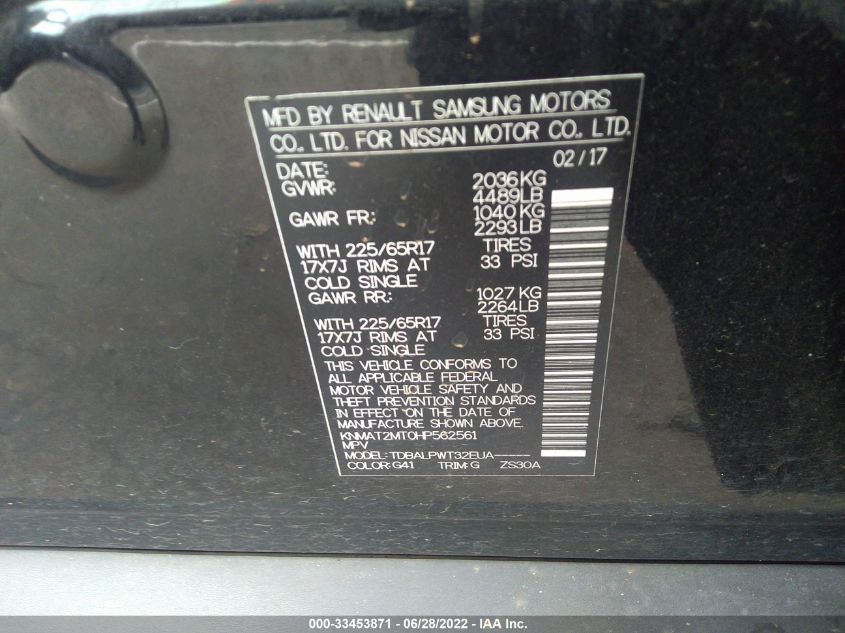 MFD BY RENAULT SAMSUNG MOTORS
CO., LTD. FOR NISSAN MOTOR CO., LTD.
DATE: 02/17
GVWR: 2036KG
4489LB
GAWR FR: 1040KG
2293LB
WITH 225/65R17 TIRES
17X7J RIMS AT 33 PSI
COLD SINGLE
GAWR RR: 1027KG
2264LB
WITH 225/65R17 TIRES
17X7J RIMS AT 33 PSI
COLD SINGLE
THIS VEHICLE CONFORMS TO
ALL APPLICABLE FEDERAL
MOTOR VEHICLE SAFETY AND
THEFT PREVENTION STANDARDS
IN EFFECT ON THE DATE OF
MANUFACTURE SHOWN ABOVE.
KNMAT2MT0HP562561
MPV
MODEL: TDBALPWT32EUA-----
COLOR:G41 TRIM:G ZS30A
000-33453871 - 06/28/2022 - IAA Inc.